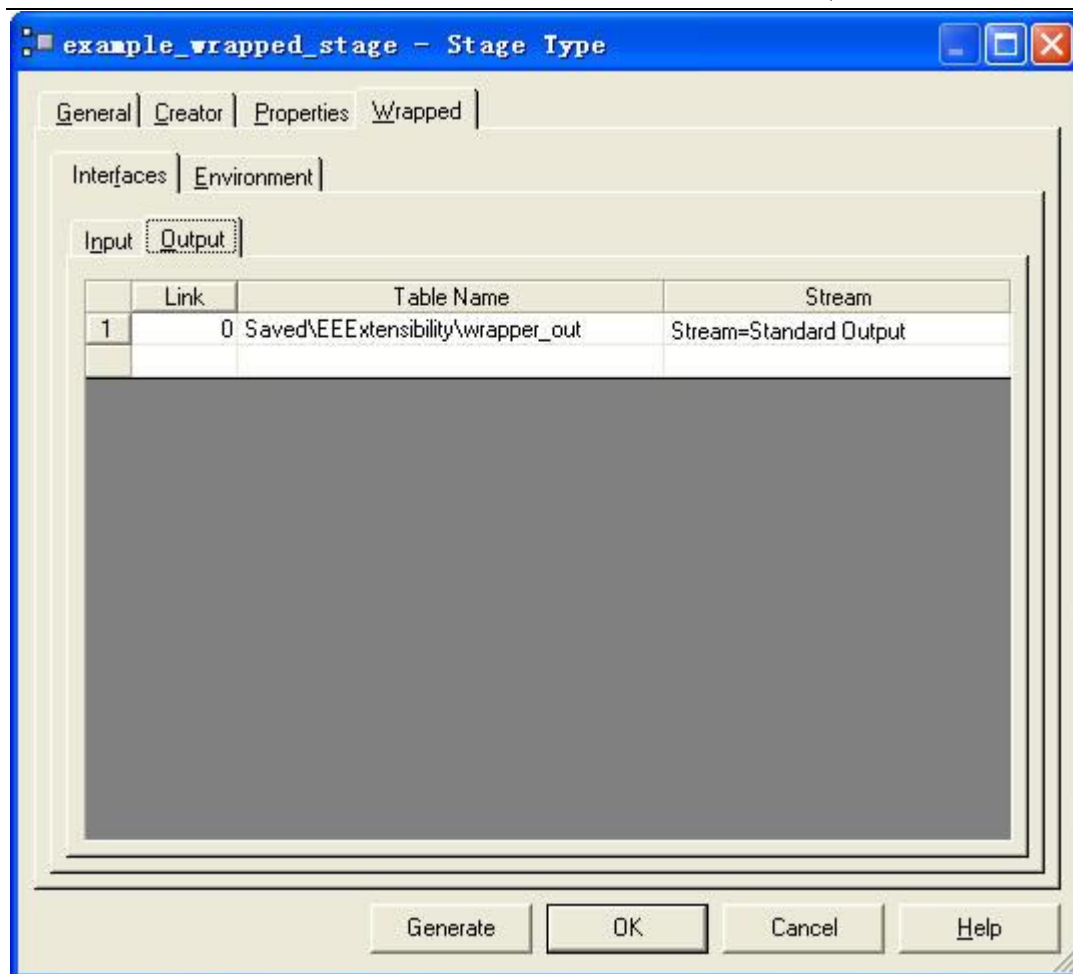 example_wrapped_stage - Stage Type
General Creator Properties Wrapped
Interfaces Environment
Input Output
Link Table Name Stream
1 0 Saved\EEExtensibility\wrapper_out Stream=Standard Output
Generate OK Cancel Help